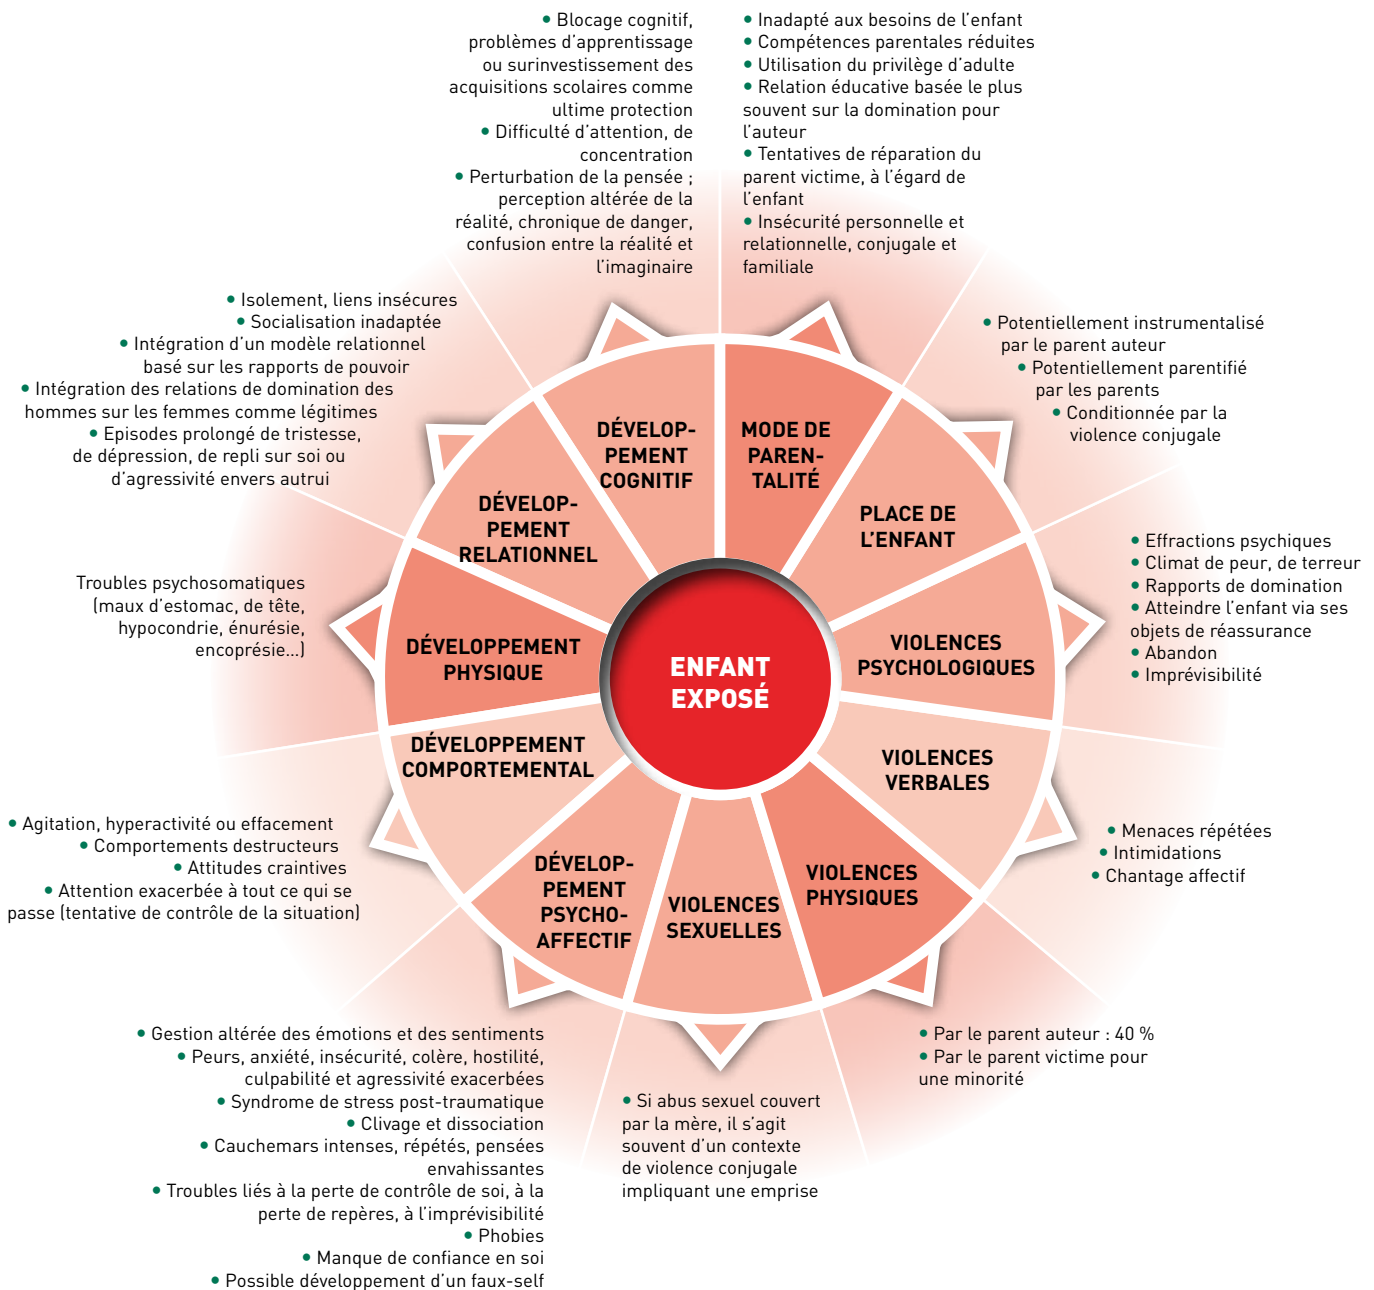 • Blocage cognitif,
problèmes d'apprentissage
ou surinvestissement des
acquisitions scolaires comme
ultime protection
• Difficulté d'attention, de
concentration
• Perturbation de la pensée ;
perception altérée de la
réalité, chronique de danger,
confusion entre la réalité et
l'imaginaire
• Inadapté aux besoins de l'enfant
• Compétences parentales réduites
• Utilisation du privilège d'adulte
• Relation éducative basée le plus
souvent sur la domination pour
l'auteur
• Tentatives de réparation du
parent victime, à l'égard de
l'enfant
• Insécurité personnelle et
relationnelle, conjugale et
familiale
• Isolement, liens insécures
• Socialisation inadaptée
• Intégration d'un modèle relationnel
basé sur les rapports de pouvoir
• Intégration des relations de domination des
hommes sur les femmes comme légitimes
• Episodes prolongé de tristesse,
de dépression, de repli sur soi ou
d'agressivité envers autrui
• Potentiellement instrumentalisé
par le parent auteur
• Potentiellement parentifié
par les parents
• Conditionnée par la
violence conjugale
DÉVELOP-
PEMENT
COGNITIF
MODE DE
PAREN-
TALITÉ
DÉVELOP-
PEMENT
RELATIONNEL
PLACE DE
L'ENFANT
• Effractions psychiques
• Climat de peur, de terreur
• Rapports de domination
• Atteindre l'enfant via ses
objets de réassurance
• Abandon
• Imprévisibilité
Troubles psychosomatiques
(maux d'estomac, de tête,
hypocondrie, énurésie,
encoprésie...)
DÉVELOPPEMENT
PHYSIQUE
ENFANT
EXPOSÉ
VIOLENCES
PSYCHOLOGIQUES
DÉVELOPPEMENT
COMPORTEMENTAL
VIOLENCES
VERBALES
• Agitation, hyperactivité ou effacement
• Comportements destructeurs
• Attitudes craintives
• Attention exacerbée à tout ce qui se
passe (tentative de contrôle de la situation)
• Menaces répétées
• Intimidations
• Chantage affectif
DÉVELOP-
PEMENT
PSYCHO-
AFFECTIF
VIOLENCES
SEXUELLES
VIOLENCES
PHYSIQUES
• Gestion altérée des émotions et des sentiments
• Peurs, anxiété, insécurité, colère, hostilité,
culpabilité et agressivité exacerbées
• Syndrome de stress post-traumatique
• Clivage et dissociation
• Cauchemars intenses, répétés, pensées
envahissantes
• Troubles liés à la perte de contrôle de soi, à la
perte de repères, à l'imprévisibilité
• Phobies
• Manque de confiance en soi
• Possible développement d'un faux-self
• Si abus sexuel couvert
par la mère, il s'agit
souvent d'un contexte
de violence conjugale
impliquant une emprise
• Par le parent auteur : 40 %
• Par le parent victime pour
une minorité